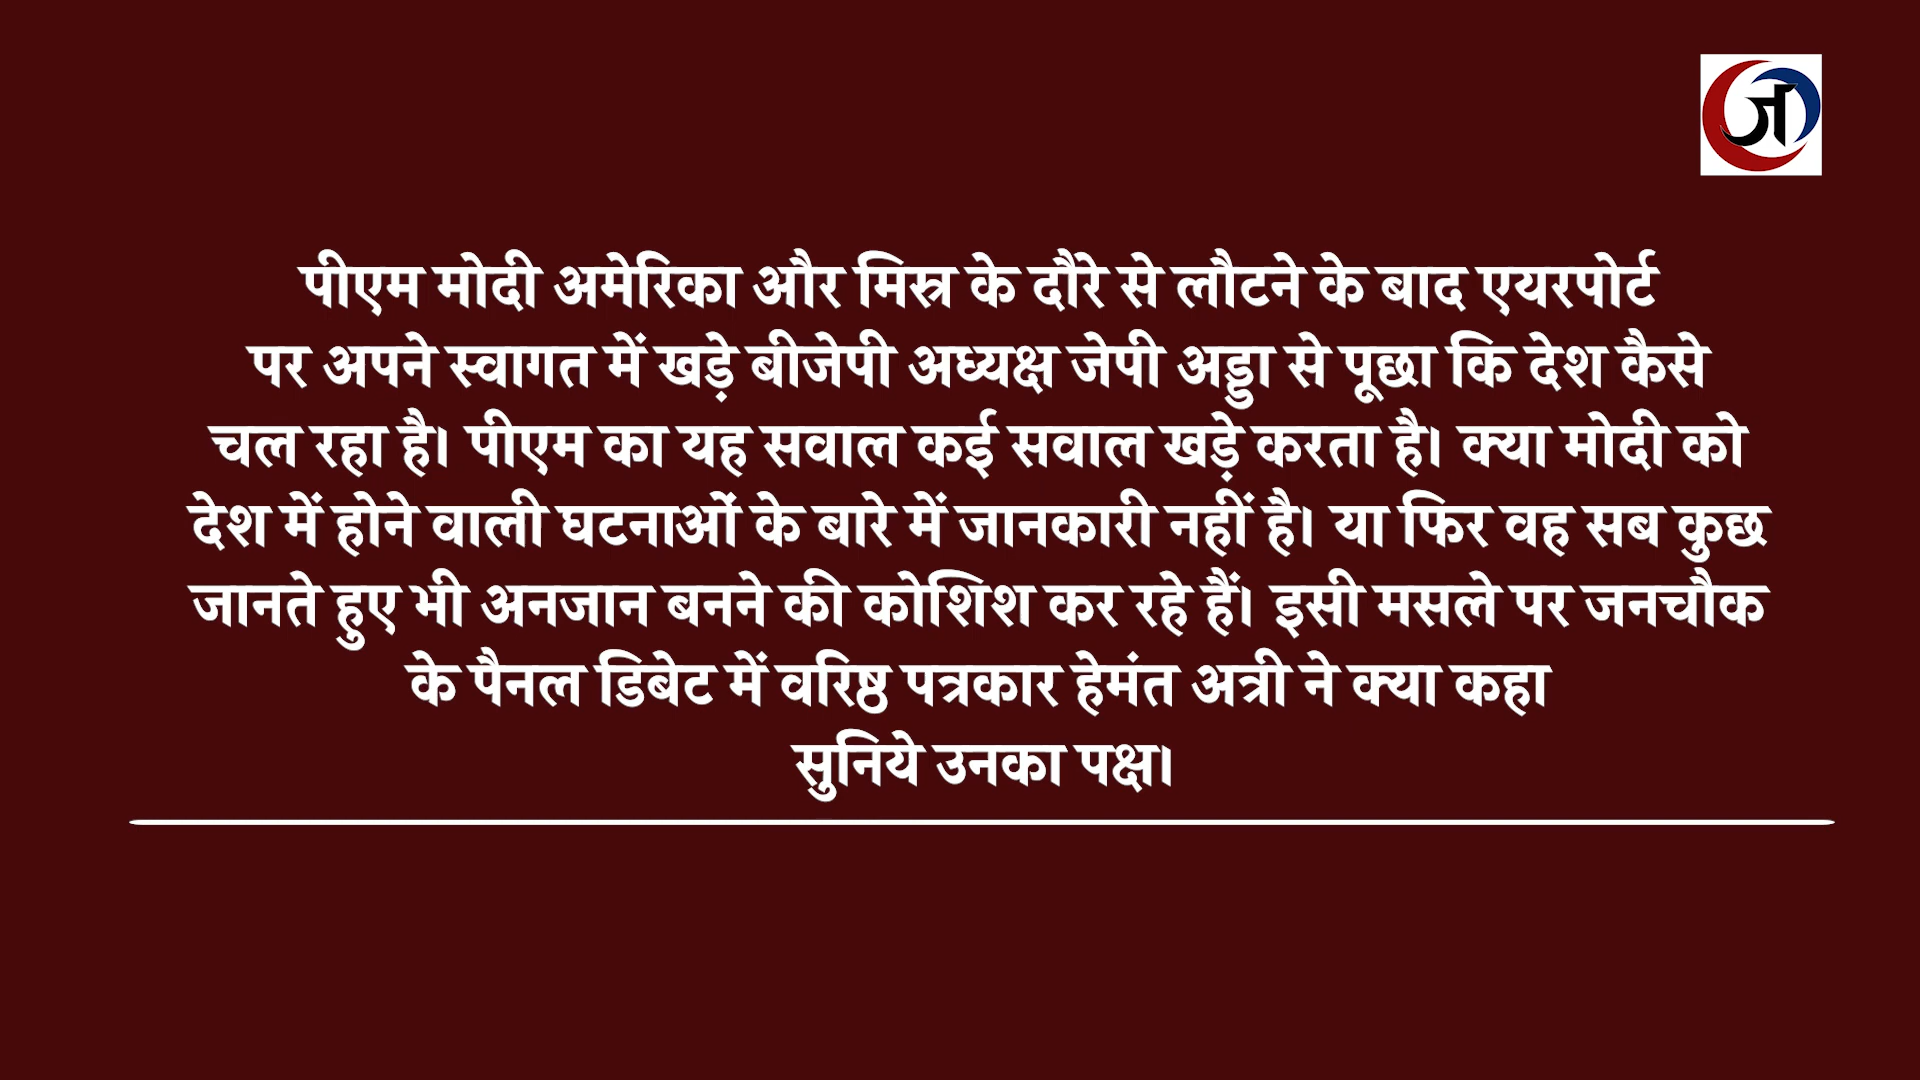 पीएम मोदी अमेरिका और मिस्र के दौरे से लौटने के बाद एयरपोर्ट
पर अपने स्वागत में खड़े बीजेपी अध्यक्ष जेपी अड्डा से पूछा कि देश कैसे
चल रहा है। पीएम का यह सवाल कई सवाल खड़े करता है। क्या मोदी को
देश में होने वाली घटनाओं के बारे में जानकारी नहीं है। या फिर वह सब कुछ
जानते हुए भी अनजान बनने की कोशिश कर रहे हैं। इसी मसले पर जनचौक
के पैनल डिबेट में वरिष्ठ पत्रकार हेमंत अत्री ने क्या कहा
सुनिये उनका पक्ष।